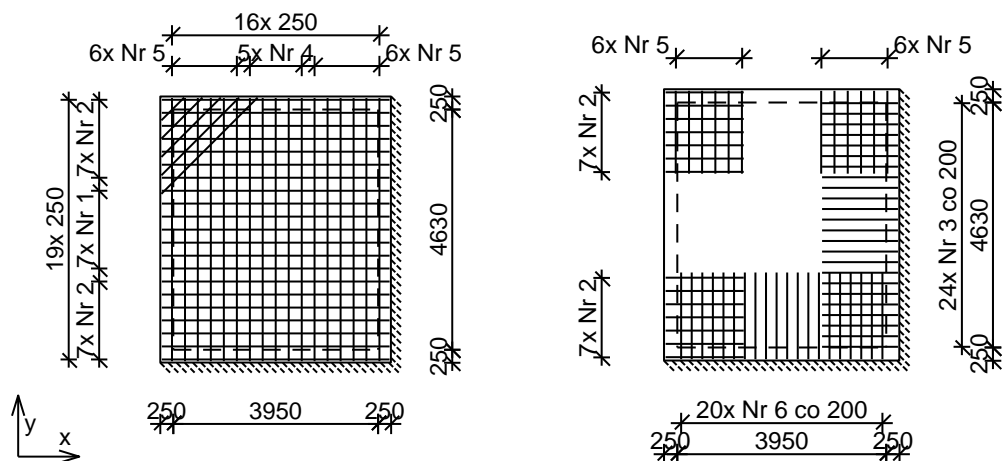 16x 250
6x Nr 5
5x Nr 4
6x Nr 5
19x 250
7x Nr 2
7x Nr 1
7x Nr 2
250
4630
250
250
3950
250
y
x
6x Nr 5
6x Nr 5
7x Nr 2
7x Nr 2
24x Nr 3 co 200
250
4630
250
20x Nr 6 co 200
250
3950
250